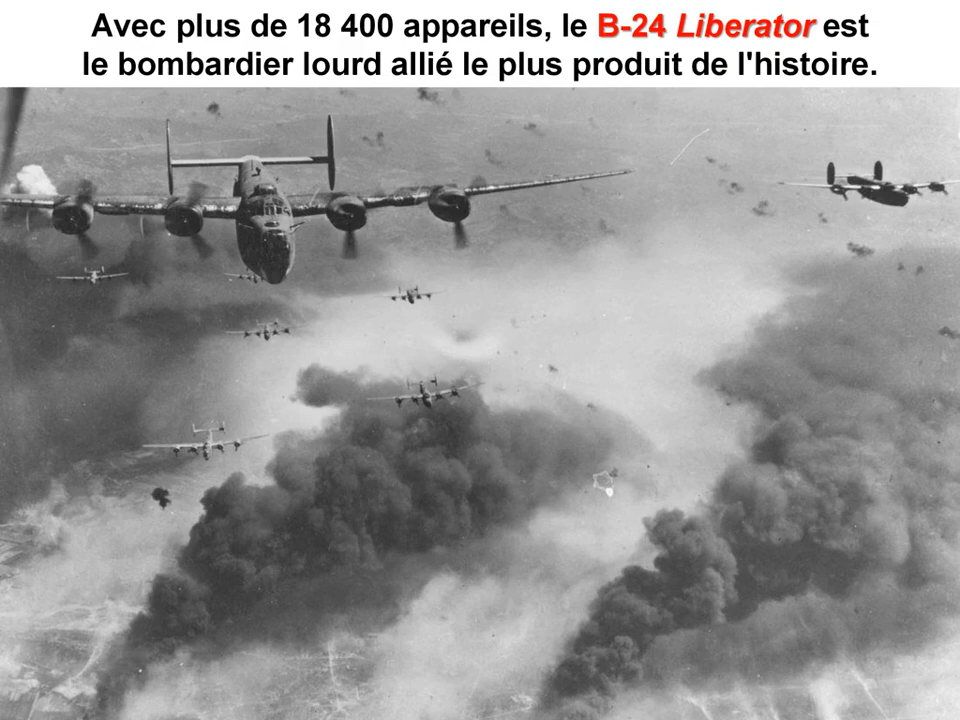 Avec plus de 18 400 appareils, le B-24 Liberator est
le bombardier lourd allié le plus produit de l'histoire.